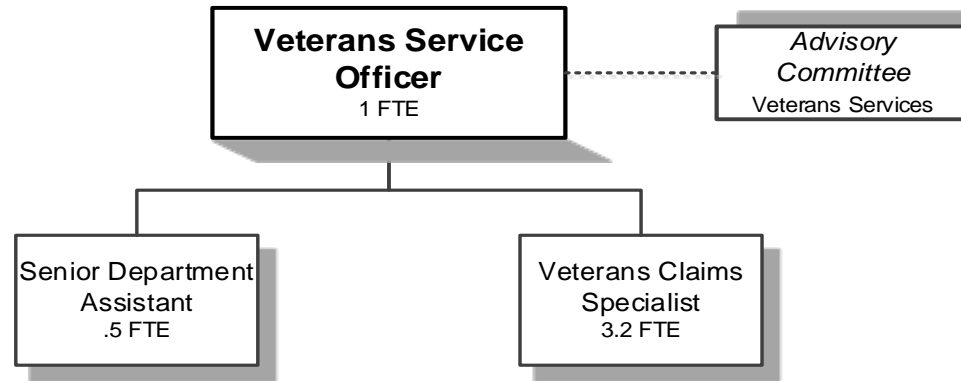 Veterans Service
Officer
1 FTE
Advisory
Committee
Veterans Services
Senior Department
Assistant
.5 FTE
Veterans Claims
Specialist
3.2 FTE